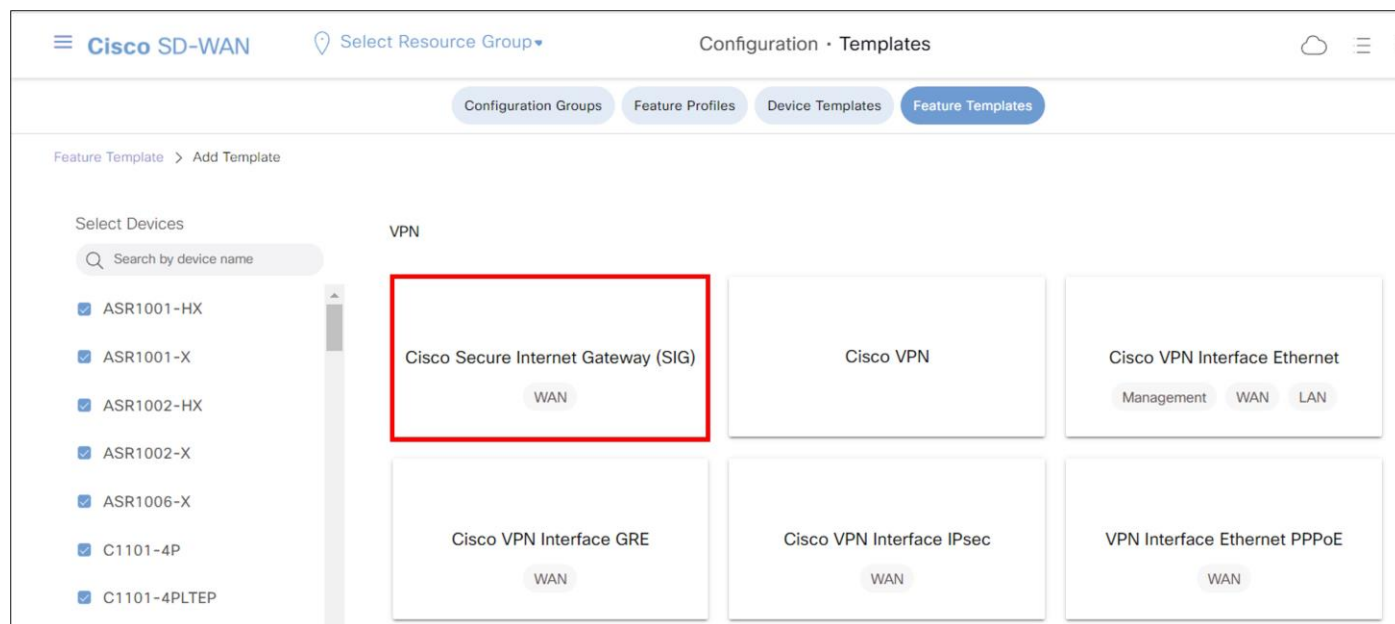 Cisco SD-WAN
Select Resource Group
Configuration · Templates
Configuration Groups
Feature Profiles
Device Templates
Feature Templates
Feature Template > Add Template
Select Devices
Search by device name
ASR1001-HX
ASR1001-X
ASR1002-HX
ASR1002-X
ASR1006-X
C1101-4P
C1101-4PLTEP
VPN
Cisco Secure Internet Gateway (SIG)
WAN
Cisco VPN
Cisco VPN Interface Ethernet
Management WAN LAN
Cisco VPN Interface GRE
WAN
Cisco VPN Interface IPsec
WAN
VPN Interface Ethernet PPPoE
WAN